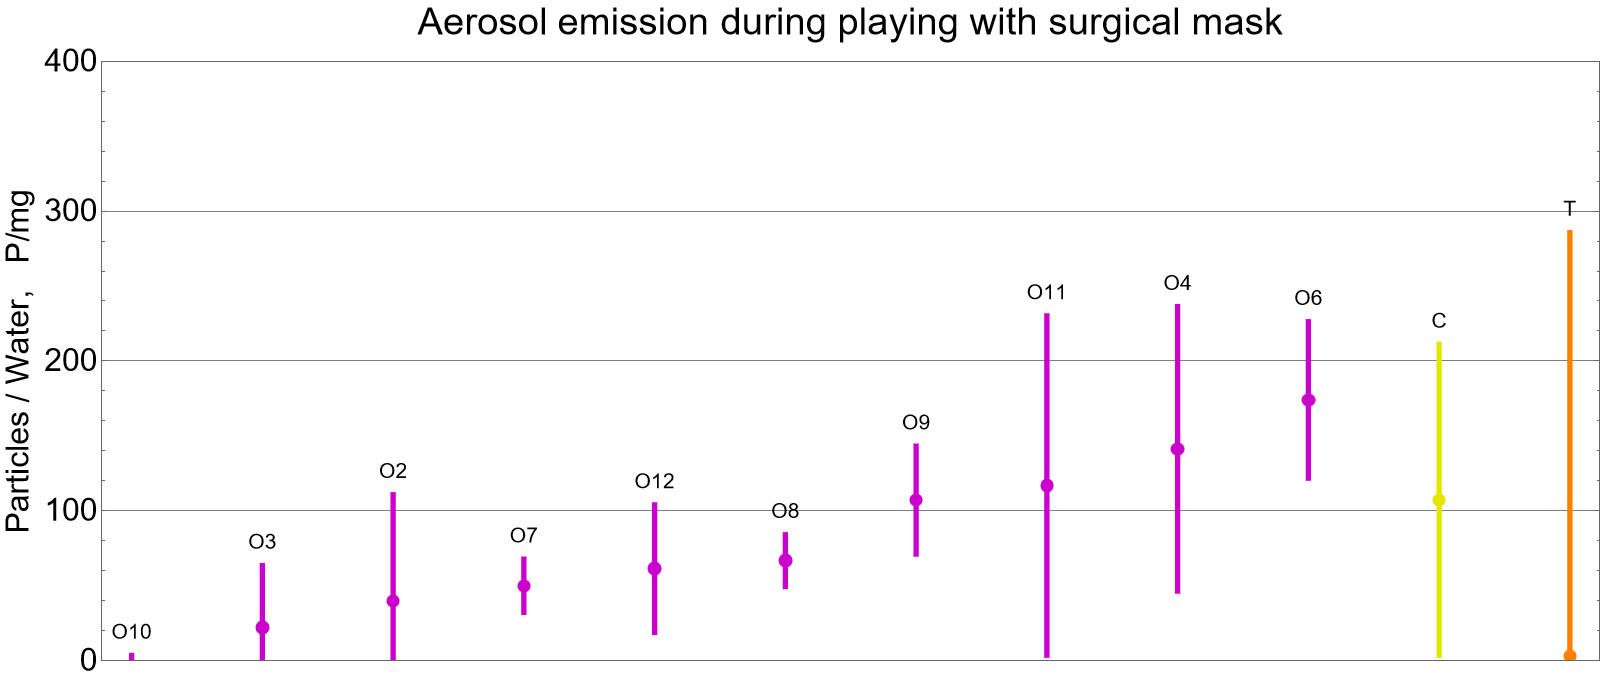 Aerosol emission during playing with surgical mask
Particles / Water, P/mg
400
300
200
100
0
O10
O3
O2
O7
O12
O8
O9
O11
O4
O6
C
T